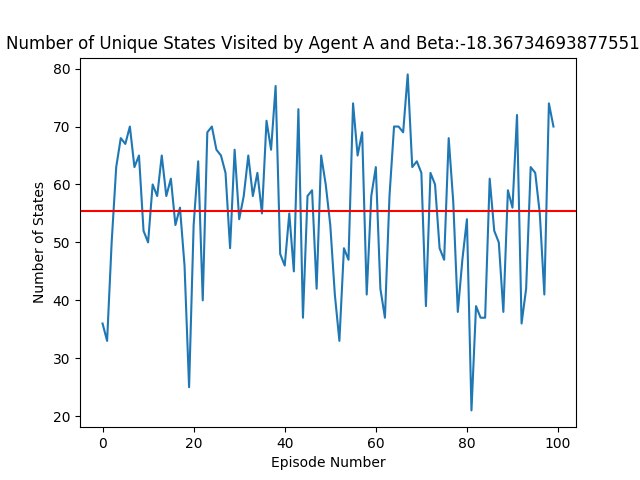 Number of Unique States Visited by Agent A and Beta:-18.36734693877551
80
70
60
50
40
30
20
Number of States
0 20 40 60 80 100
Episode Number